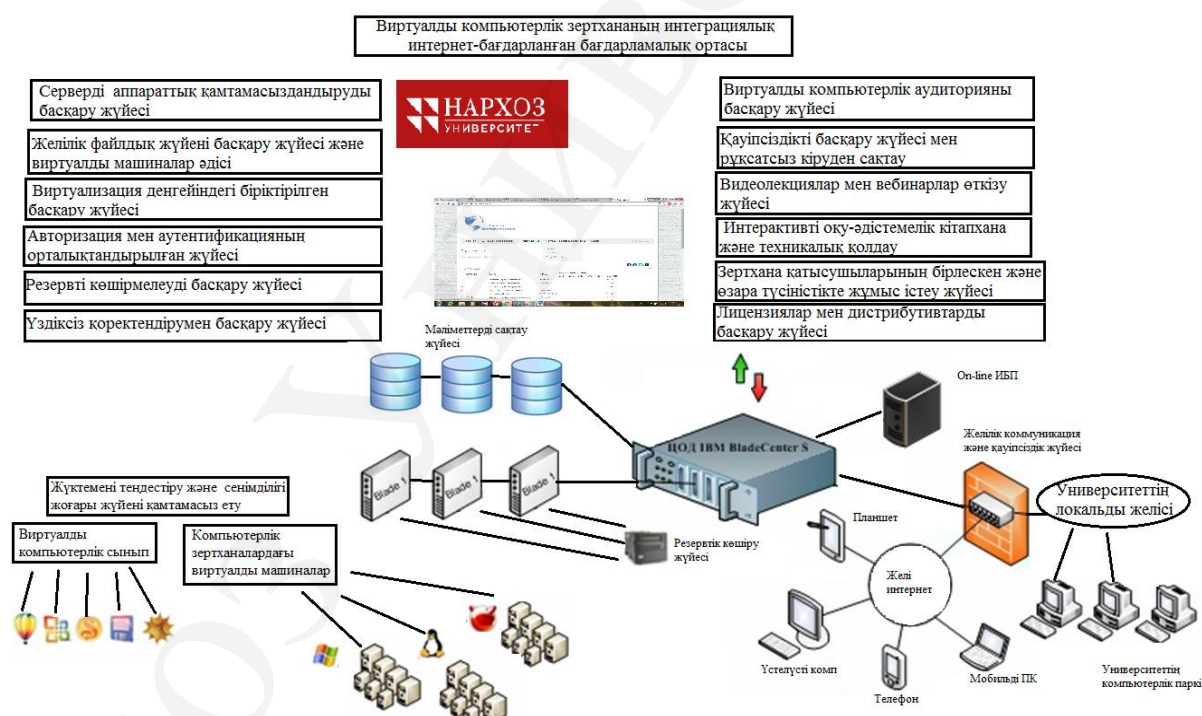 Виртуалды компьютерлік зертхананың интеграциялық
интернет-бағдарланған бағдарламалық ортасы
Серверді аппараттық қамтамасыздандыруды
басқару жүйесі
Желілік файлдық жүйені басқару жүйесі және
виртуалды машиналар әдісі
Виртуализация денгейіндегі біріктірілген
басқару жүйесі
Авторизация мен аутентификацияның
орталықтандырылған жүйесі
Резервті көшірмелеуді басқару жүйесі
Үздіксіз қоректендірумен басқару жүйесі
НАРХОЗ
УНИВЕРСИТЕТ
Виртуалды компьютерлік аудиторияны
басқару жүйесі
Қауіпсіздікті басқару жүйесі мен
рұқсатсыз кіруден сақтау
Видеолекциялар мен вебинарлар өткізу
жүйесі
Интерактивті оқу-әдістемелік кітапхана
және техникалық қолдау
Зертхана қатысушыларының бірлескен және
өзара түсіністікте жұмыс істеу жүйесі
Лицензиялар мен дистрибутивтарды
басқару жүйесі
Мәліметтерді сақтау
жүйесі
On-line ИБП
ЦОД IBM BladeCenter S
Желілік коммуникация
және қауіпсіздік жүйесі
Blade 1
Blade 1
Blade 1
Университеттің
локальды желісі
Жүктемені теңдестіру және сенімділігі
жоғары жүйені қамтамасыз ету
Резервтік көшіру
жүйесі
Планшет
Виртуалды
компьютерлік сынып
Компьютерлік
зертханалардағы
виртуалды машиналар
Желі
интернет
Үстелүсті комп
Телефон
Мобильді ПК
Университеттің
компьютерлік паркі